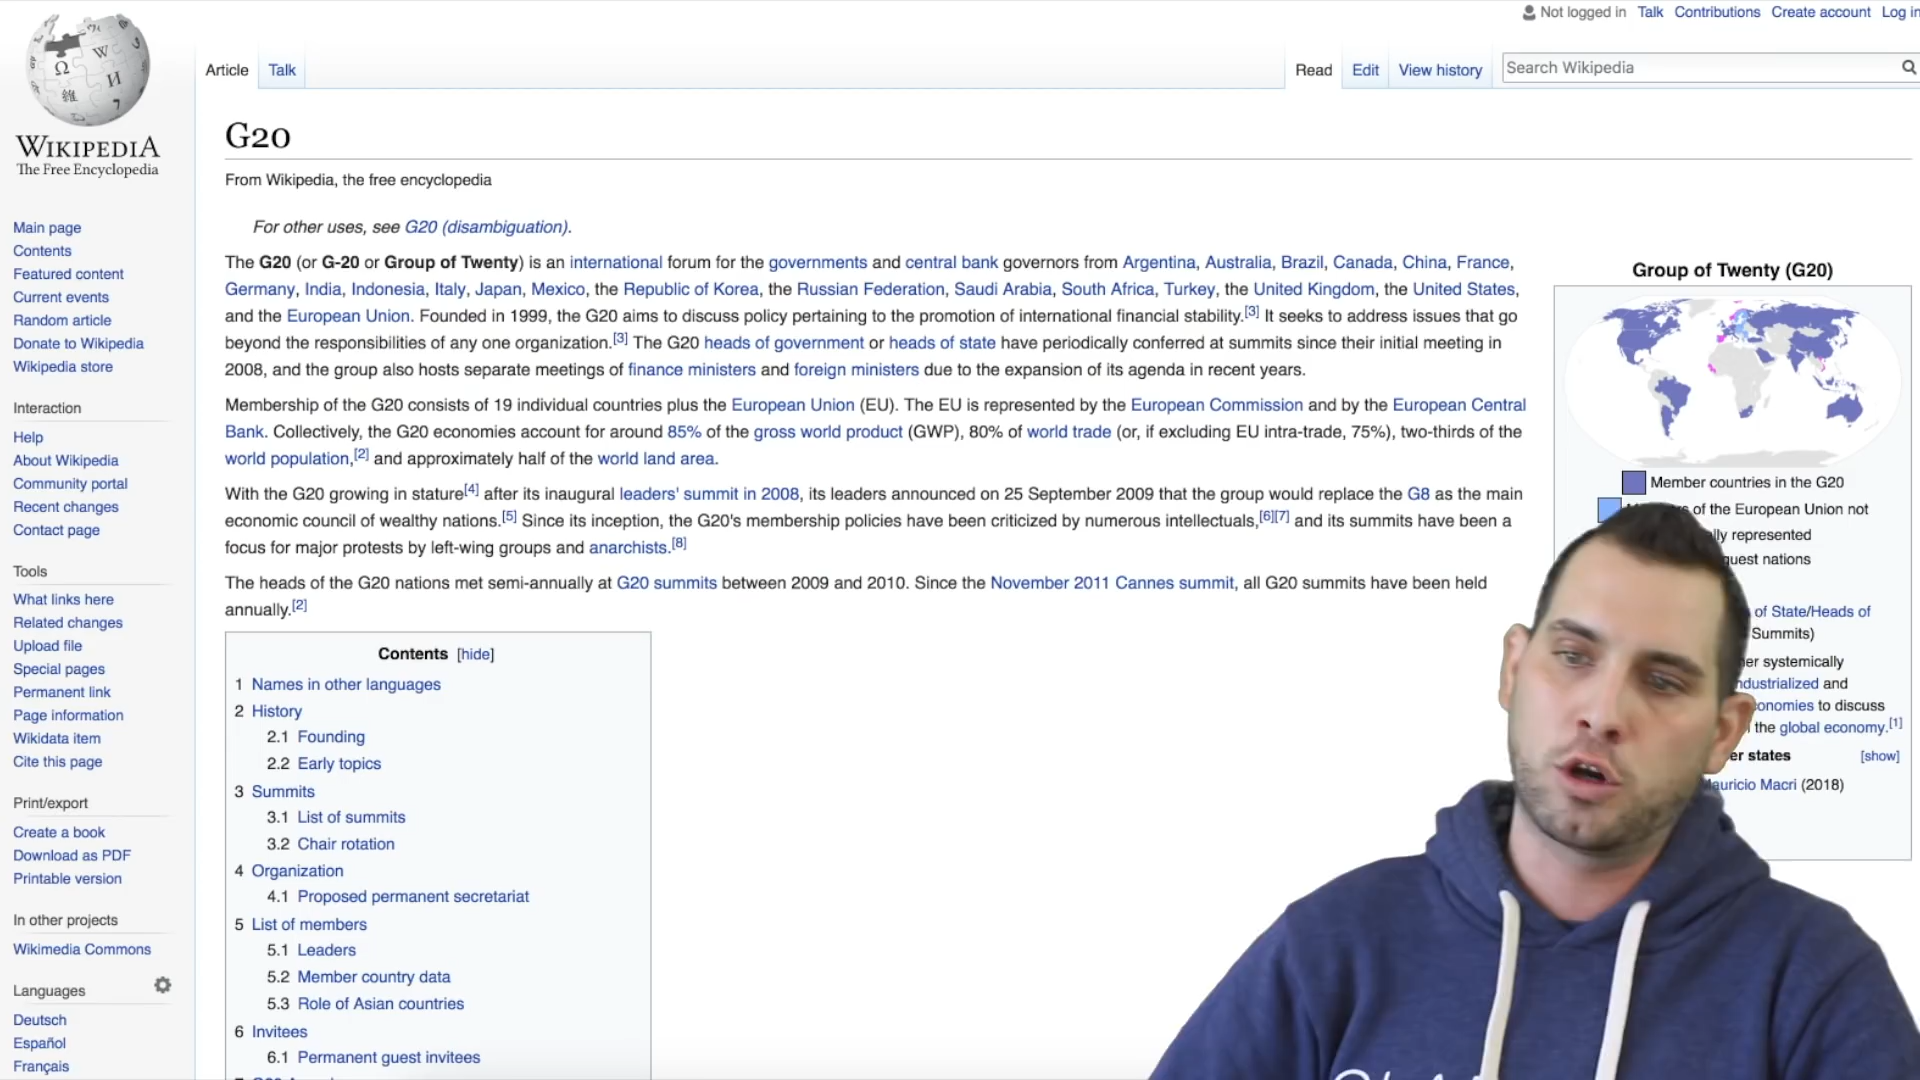 Not logged in Talk Contributions Create account Log in
Article Talk Read Edit View history Search Wikipedia
WIKIPEDIA
The Free Encyclopedia
Main page
Contents
Featured content
Current events
Random article
Donate to Wikipedia
Wikipedia store
Interaction
Help
About Wikipedia
Community portal
Recent changes
Contact page
Tools
What links here
Related changes
Upload file
Special pages
Permanent link
Page information
Wikidata item
Cite this page
Print/export
Create a book
Download as PDF
Printable version
In other projects
Wikimedia Commons
Languages
Deutsch
Español
Français
G20
From Wikipedia, the free encyclopedia
For other uses, see G20 (disambiguation).
The G20 (or G-20 or Group of Twenty) is an international forum for the governments and central bank governors from Argentina, Australia, Brazil, Canada, China, France,
Germany, India, Indonesia, Italy, Japan, Mexico, the Republic of Korea, the Russian Federation, Saudi Arabia, South Africa, Turkey, the United Kingdom, the United States,
and the European Union. Founded in 1999, the G20 aims to discuss policy pertaining to the promotion of international financial stability.[3] It seeks to address issues that go
beyond the responsibilities of any one organization.[3] The G20 heads of government or heads of state have periodically conferred at summits since their initial meeting in
2008, and the group also hosts separate meetings of finance ministers and foreign ministers due to the expansion of its agenda in recent years.
Membership of the G20 consists of 19 individual countries plus the European Union (EU). The EU is represented by the European Commission and by the European Central
Bank. Collectively, the G20 economies account for around 85% of the gross world product (GWP), 80% of world trade (or, if excluding EU intra-trade, 75%), two-thirds of the
world population,[2] and approximately half of the world land area.
With the G20 growing in stature[4] after its inaugural leaders' summit in 2008, its leaders announced on 25 September 2009 that the group would replace the G8 as the main
economic council of wealthy nations.[5] Since its inception, the G20's membership policies have been criticized by numerous intellectuals,[6][7] and its summits have been a
focus for major protests by left-wing groups and anarchists.[8]
The heads of the G20 nations met semi-annually at G20 summits between 2009 and 2010. Since the November 2011 Cannes summit, all G20 summits have been held
annually.[2]
Contents [hide]
1 Names in other languages
2 History
2.1 Founding
2.2 Early topics
3 Summits
3.1 List of summits
3.2 Chair rotation
4 Organization
4.1 Proposed permanent secretariat
5 List of members
5.1 Leaders
5.2 Member country data
5.3 Role of Asian countries
6 Invitees
6.1 Permanent guest invitees
Group of Twenty (G20)
Member countries in the G20
of the European Union not
represented
guest nations
of State/Heads of
Summits)
systemically
industrialized and
economies to discuss
the global economy.[1]
states [show]
Mauricio Macri (2018)